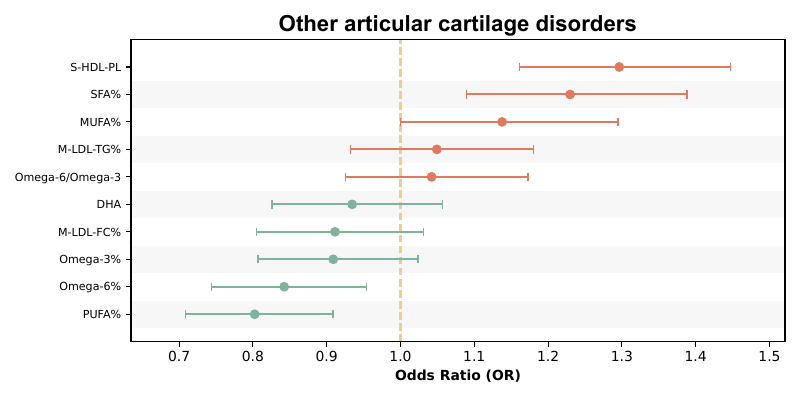 Other articular cartilage disorders
S-HDL-PL
SFA%
MUFA%
M-LDL-TG%
Omega-6/Omega-3
DHA
M-LDL-FC%
Omega-3%
Omega-6%
PUFA%
0.7 0.8 0.9 1.0 1.1 1.2 1.3 1.4 1.5
Odds Ratio (OR)